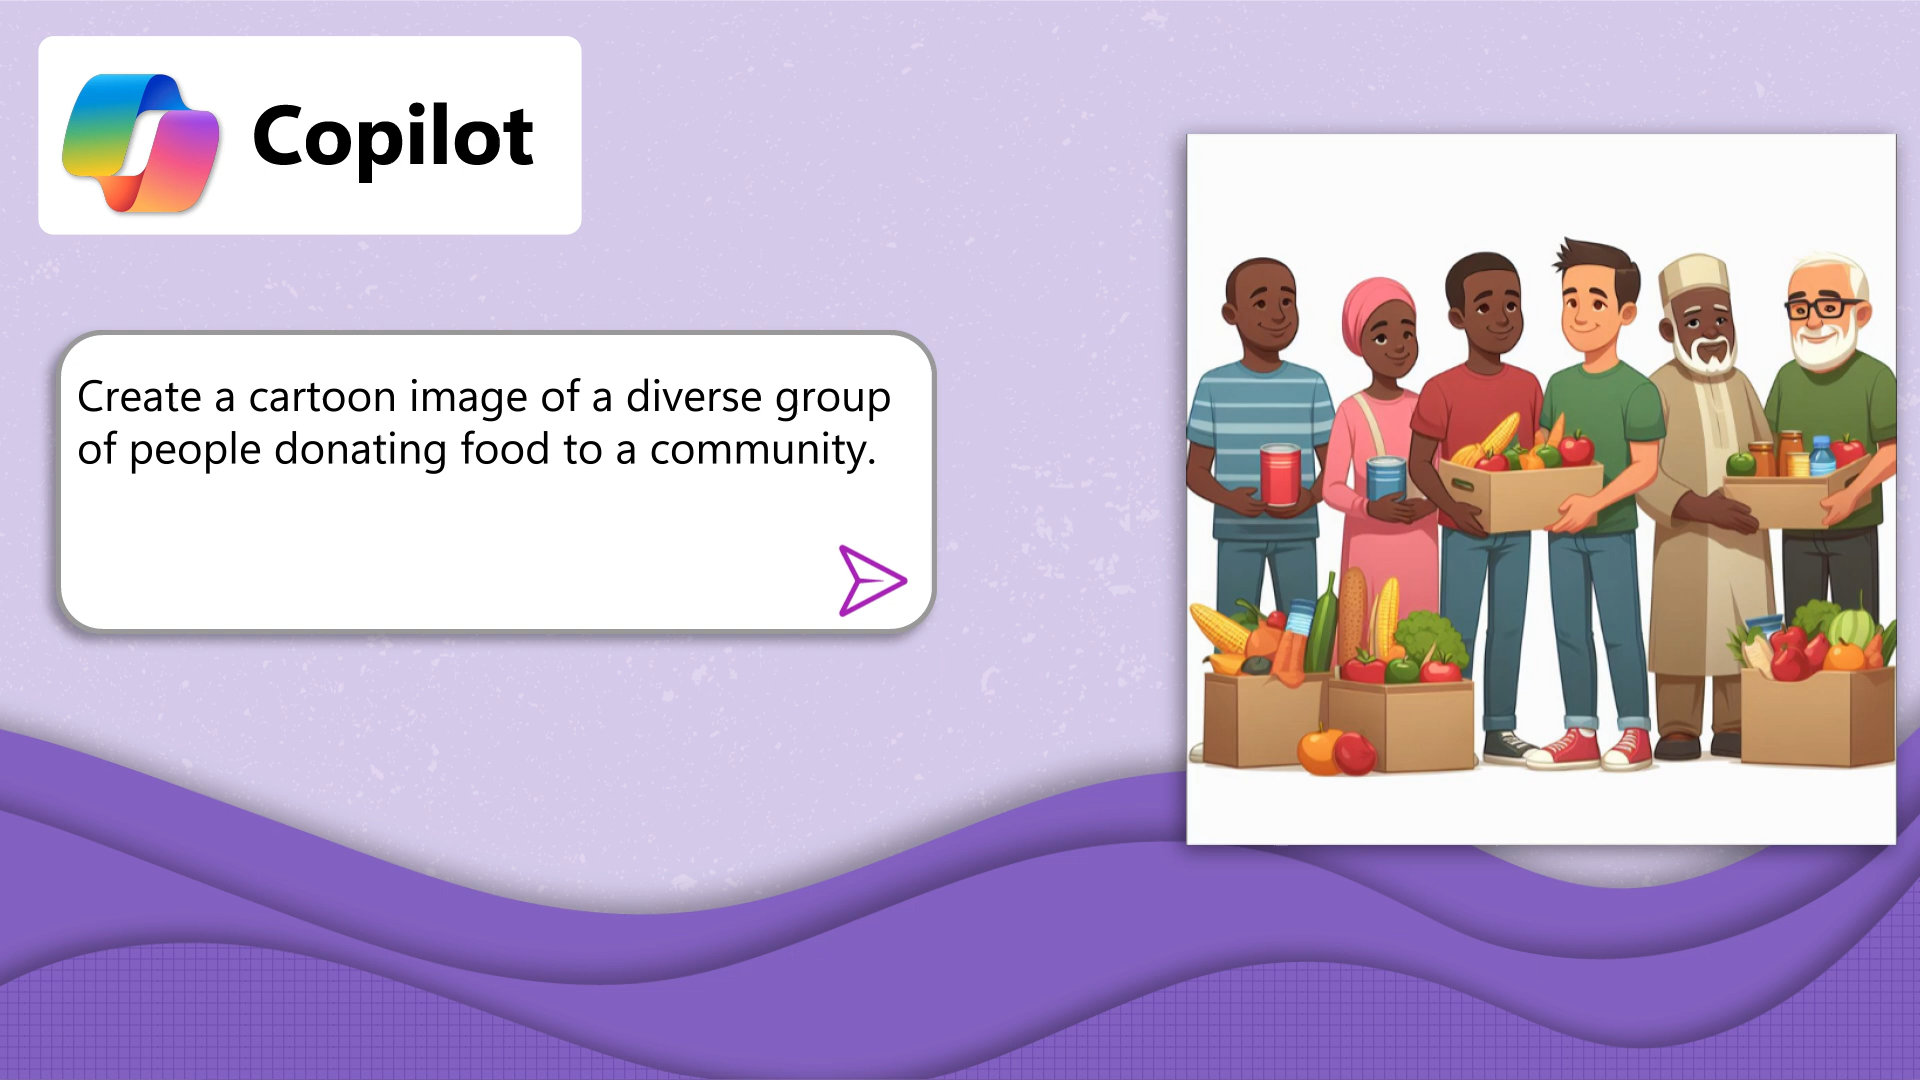 Copilot
Create a cartoon image of a diverse group
of people donating food to a community.